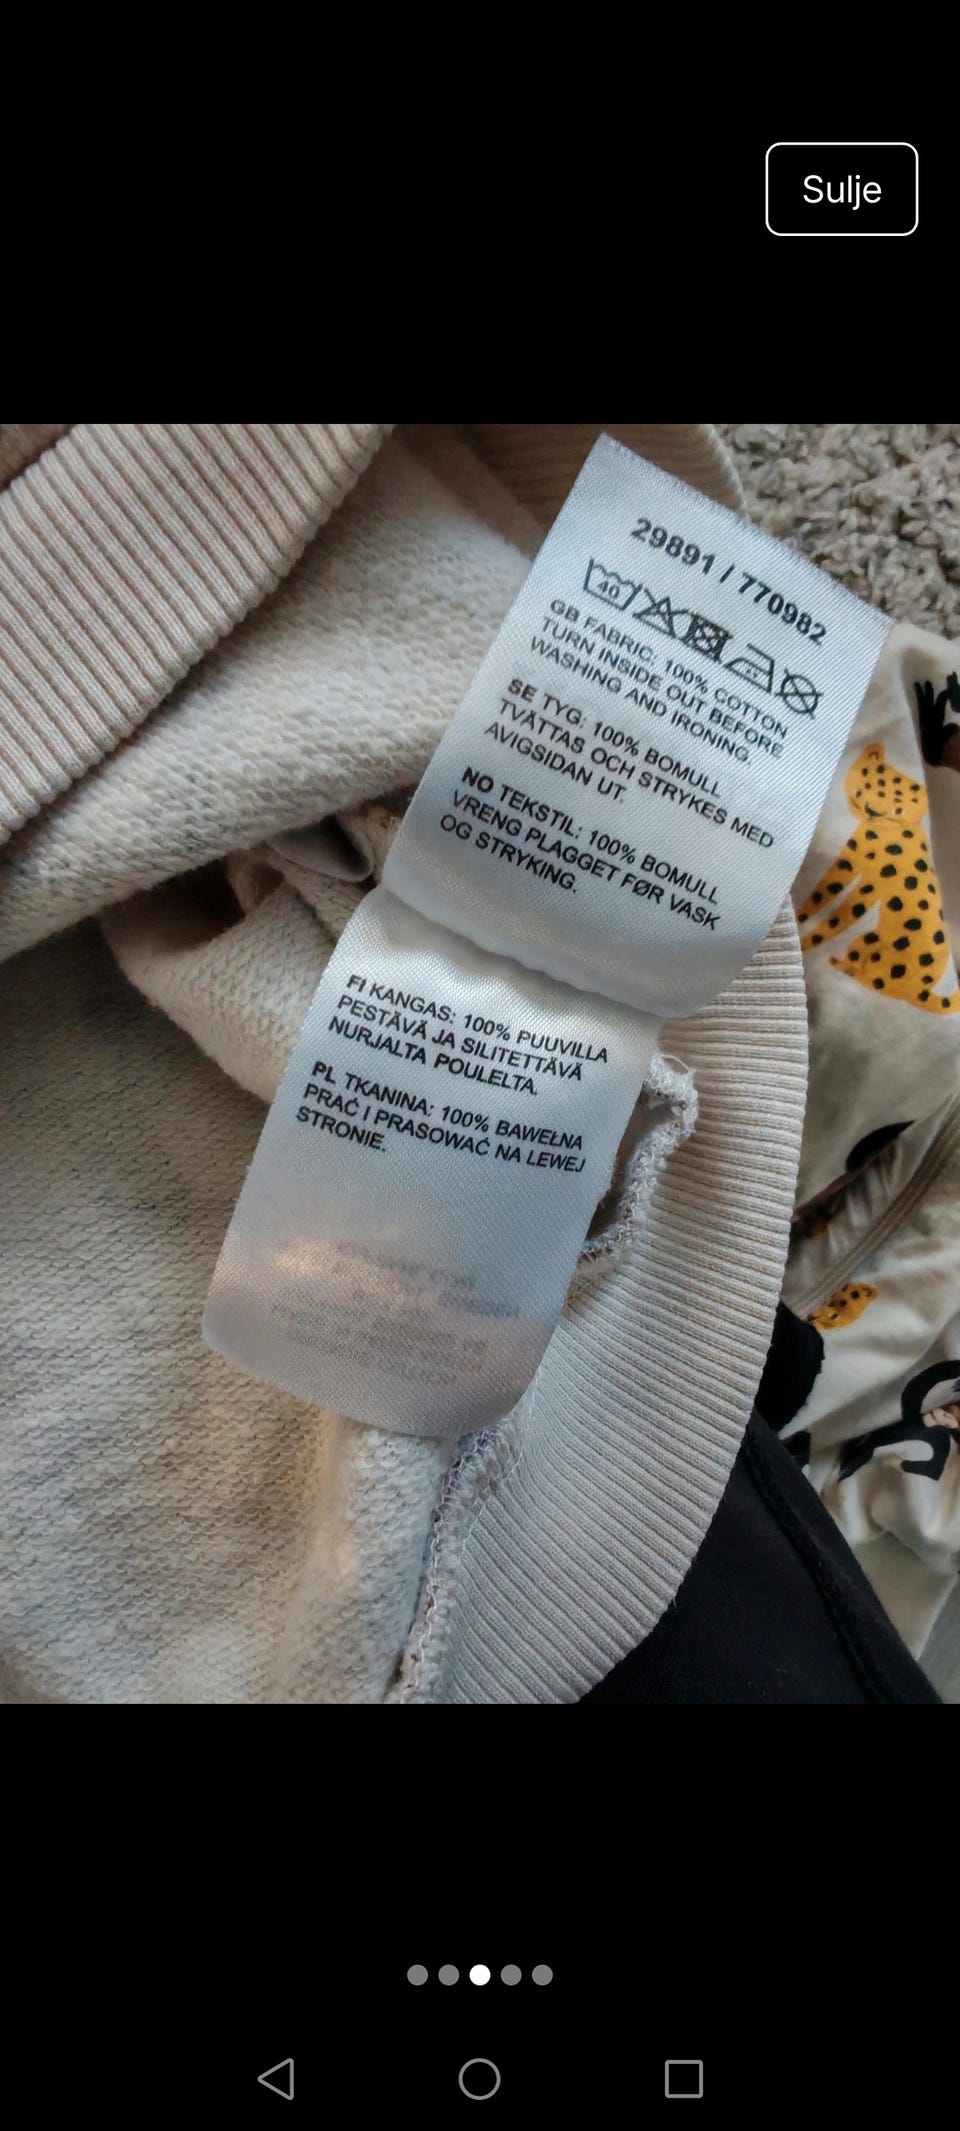 Sulje
29891 / 770982
40
GB FABRIC: 100% COTTON
TURN INSIDE OUT BEFORE
WASHING AND IRONING.
SE TYG: 100% BOMULL
TVÄTTAS OCH STRYKES MED
AVIGSIDAN UT.
NO TEKSTIL: 100% BOMULL
VRENG PLAGGET FØR VASK
OG STRYKING.
FI KANGAS: 100% PUUVILLA
PESTÄVÄ JA SILITETTÄVÄ
NURJALTA POULELTA.
PL TKANINA: 100% BAWEŁNA
PRAĆ I PRASOWAĆ NA LEWEJ
STRONIE.